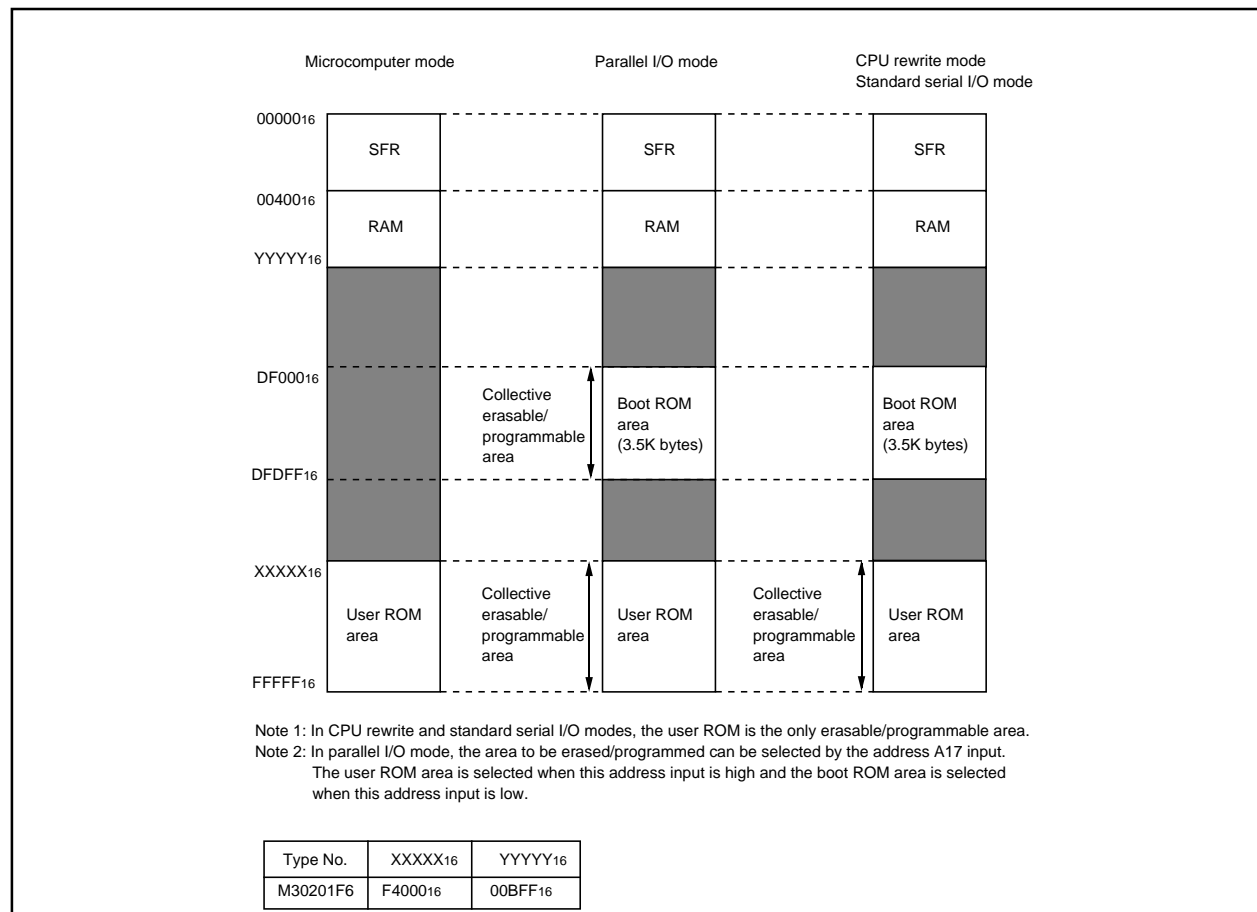 Microcomputer mode
Parallel I/O mode
CPU rewrite mode
Standard serial I/O mode
0000016
SFR
SFR
SFR
0040016
RAM
RAM
RAM
YYYYY16
DF00016
Collective
erasable/
programmable
area
Boot ROM
area
(3.5K bytes)
Boot ROM
area
(3.5K bytes)
DFDFF16
XXXXX16
User ROM
area
Collective
erasable/
programmable
area
User ROM
area
Collective
erasable/
programmable
area
User ROM
area
FFFFF16
Note 1: In CPU rewrite and standard serial I/O modes, the user ROM is the only erasable/programmable area.
Note 2: In parallel I/O mode, the area to be erased/programmed can be selected by the address A17 input.
The user ROM area is selected when this address input is high and the boot ROM area is selected
when this address input is low.
Type No. XXXXX16 YYYYY16
M30201F6 F400016 00BFF16